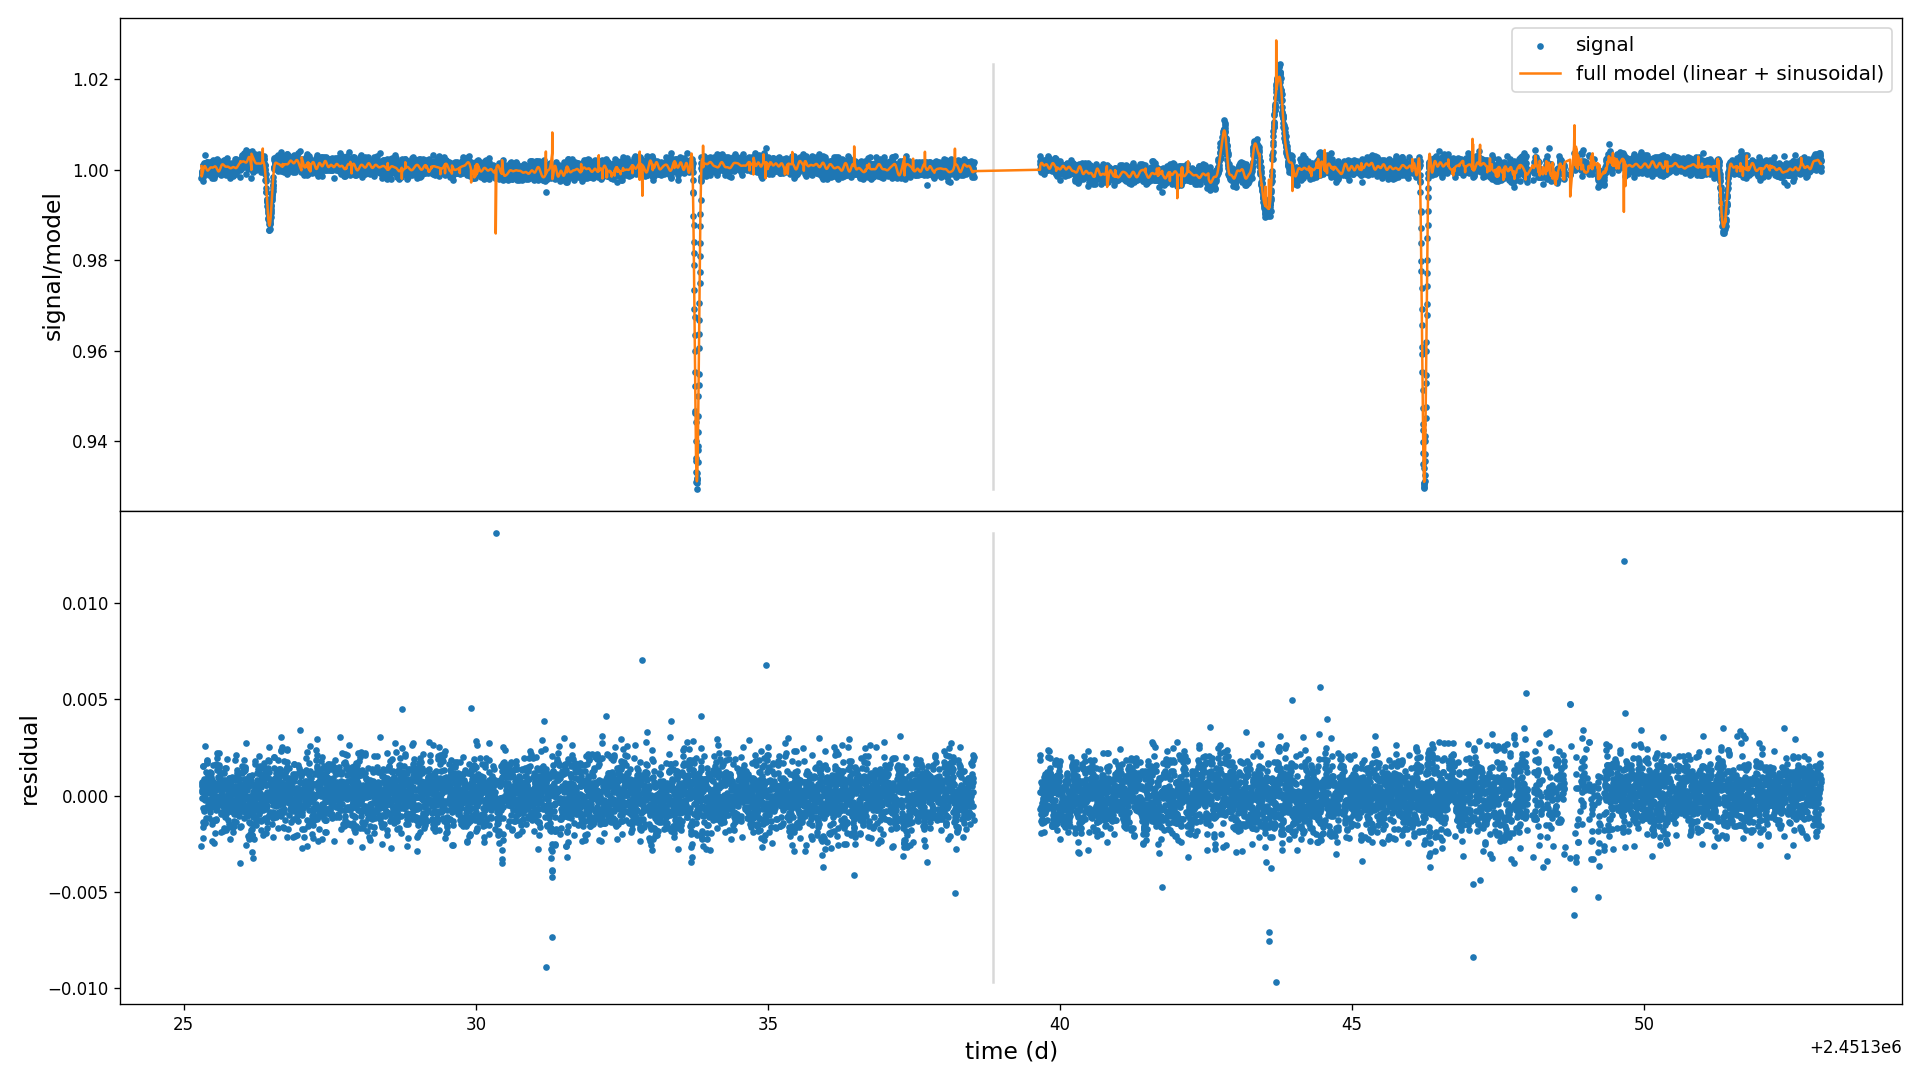 signal
full model (linear + sinusoidal)
signal/model
1.02
1.00
0.98
0.96
0.94
residual
0.010
0.005
0.000
−0.005
−0.010
25
30
35
40
45
50
time (d)
+2.4513e6